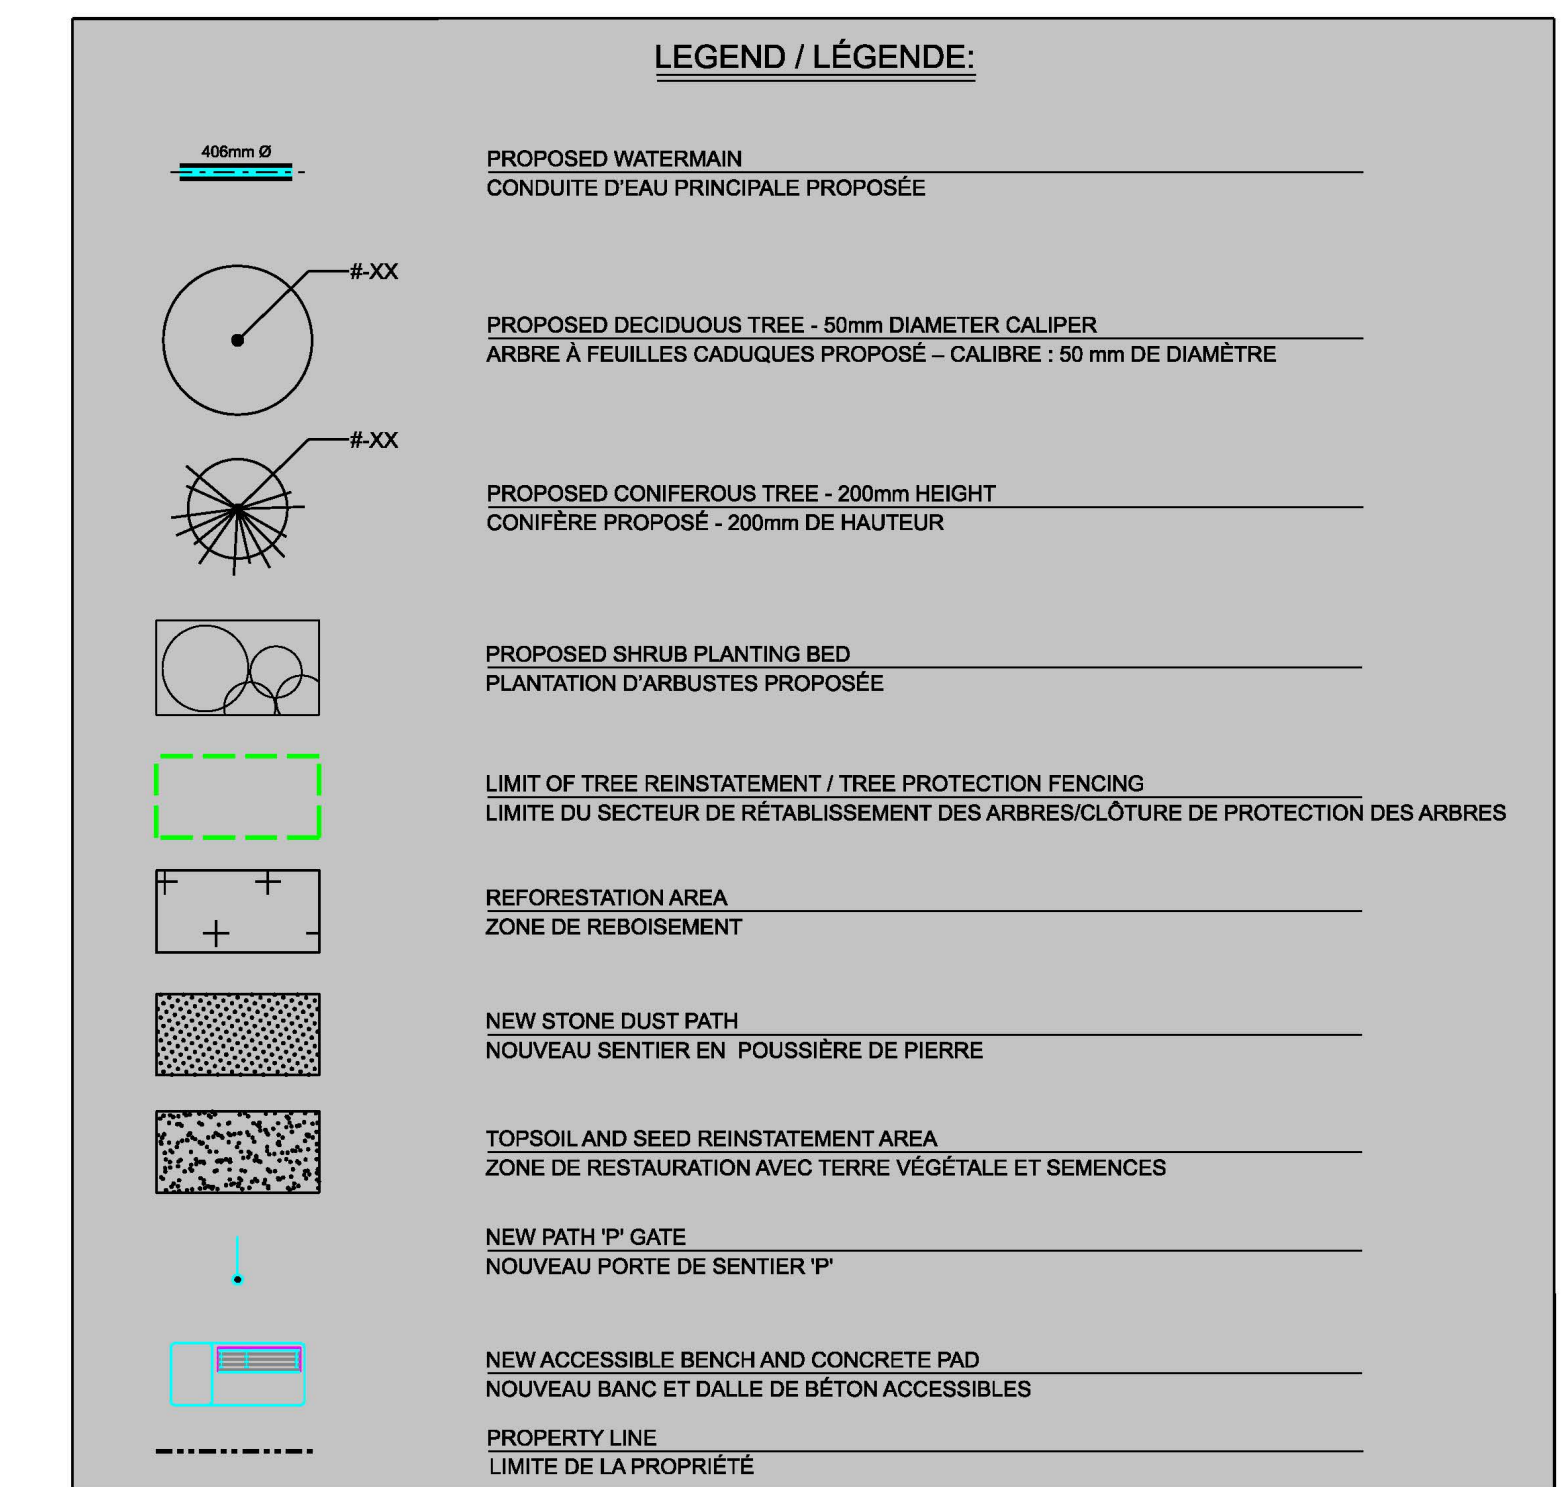 LEGEND / LÉGENDE:
406mm Ø
PROPOSED WATERMAIN
CONDUITE D'EAU PRINCIPALE PROPOSÉE
#-XX
PROPOSED DECIDUOUS TREE - 50mm DIAMETER CALIPER
ARBRE À FEUILLES CADUQUES PROPOSÉ – CALIBRE : 50 mm DE DIAMÈTRE
#-XX
PROPOSED CONIFEROUS TREE - 200mm HEIGHT
CONIFÈRE PROPOSÉ - 200mm DE HAUTEUR
PROPOSED SHRUB PLANTING BED
PLANTATION D'ARBUSTES PROPOSÉE
LIMIT OF TREE REINSTATEMENT / TREE PROTECTION FENCING
LIMITE DU SECTEUR DE RÉTABLISSEMENT DES ARBRES/CLÔTURE DE PROTECTION DES ARBRES
REFORESTATION AREA
ZONE DE REBOISEMENT
NEW STONE DUST PATH
NOUVEAU SENTIER EN POUSSIÈRE DE PIERRE
TOPSOIL AND SEED REINSTATEMENT AREA
ZONE DE RESTAURATION AVEC TERRE VÉGÉTALE ET SEMENCES
NEW PATH 'P' GATE
NOUVEAU PORTE DE SENTIER 'P'
NEW ACCESSIBLE BENCH AND CONCRETE PAD
NOUVEAU BANC ET DALLE DE BÉTON ACCESSIBLES
PROPERTY LINE
LIMITE DE LA PROPRIÉTÉ